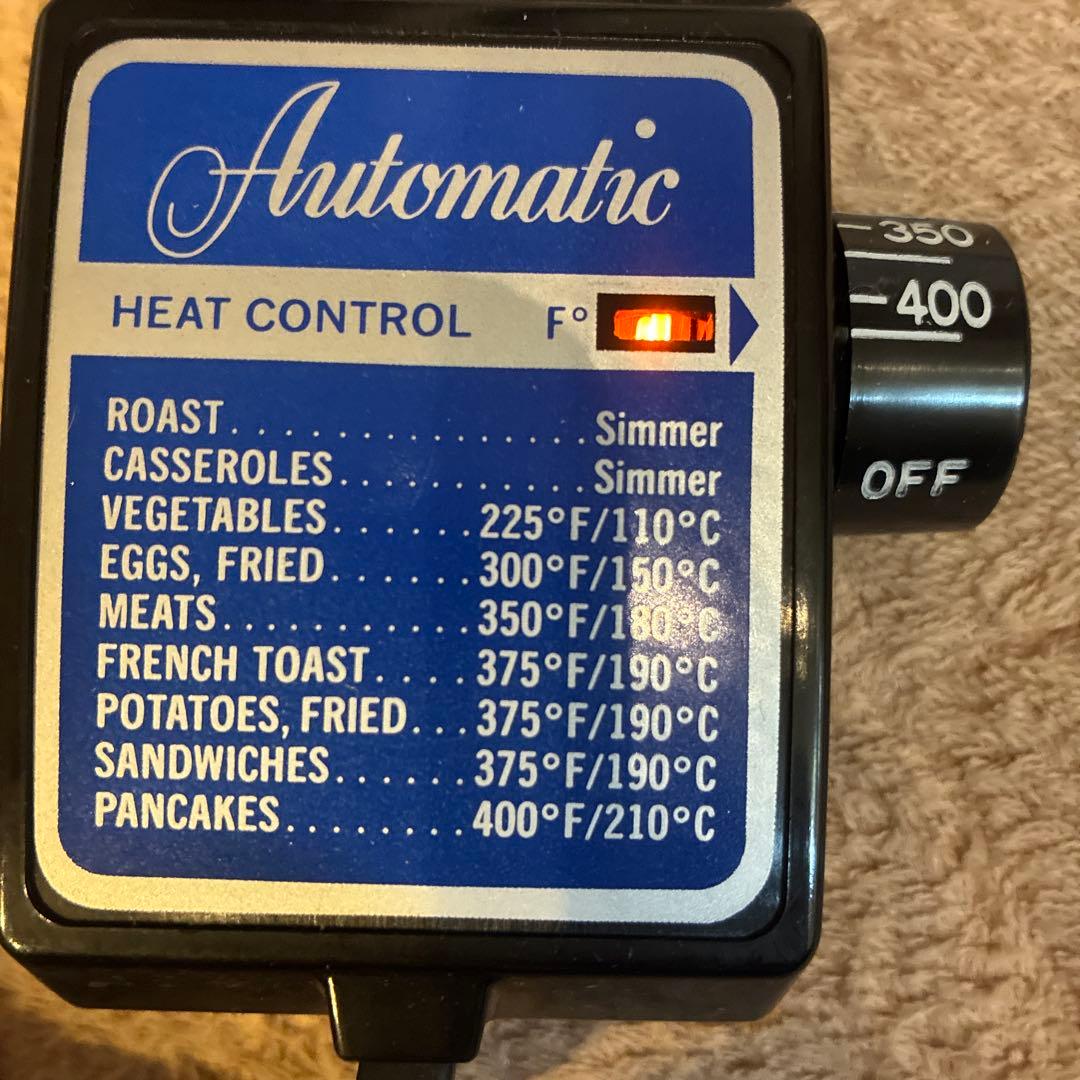 Automatic
HEAT CONTROL F°
ROAST................Simmer
CASSEROLES...........Simmer
VEGETABLES......225°F/110°C
EGGS, FRIED.......300°F/150°C
MEATS............350°F/180°C
FRENCH TOAST....375°F/190°C
POTATOES, FRIED...375°F/190°C
SANDWICHES......375°F/190°C
PANCAKES........400°F/210°C
350
400
OFF